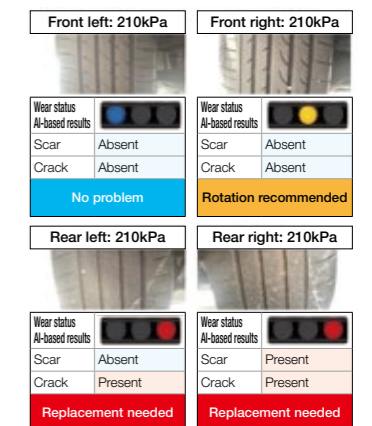 Front left: 210kPa
Front right: 210kPa
Wear status
AI-based results
Scar Absent
Crack Absent
No problem
Wear status
AI-based results
Scar Absent
Crack Absent
Rotation recommended
Rear left: 210kPa
Rear right: 210kPa
Wear status
AI-based results
Scar Absent
Crack Present
Replacement needed
Wear status
AI-based results
Scar Present
Crack Present
Replacement needed